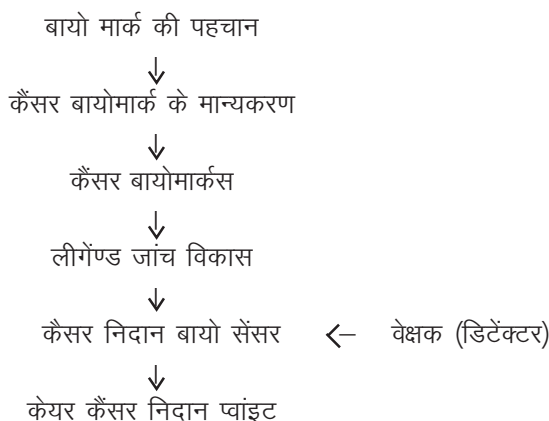 बायो मार्क की पहचान
कैंसर बायोमार्क के मान्यकरण
कैंसर बायोमार्कस
लीगेंण्ड जांच विकास
कैसर निदान बायो सेंसर वेक्षक (डिटेंक्टर)
केयर कैंसर निदान प्वांइट